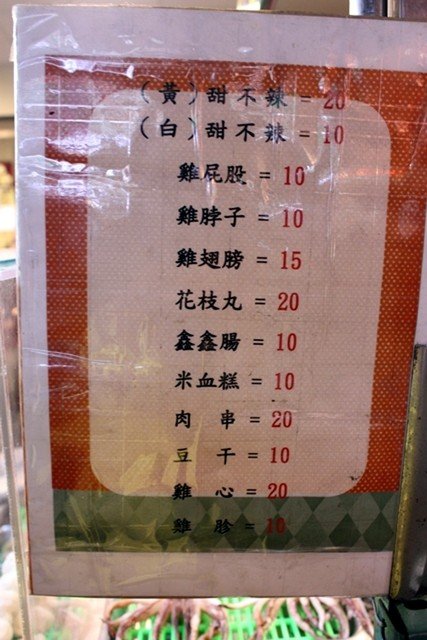 (黃)甜不辣 = 20
(白)甜不辣 = 10
雞屁股 = 10
雞脖子 = 10
雞翅膀 = 15
花枝丸 = 20
鑫鑫腸 = 10
米血糕 = 10
肉 串 = 20
豆 干 = 10
雞 心 = 20
雞 胗 = 10